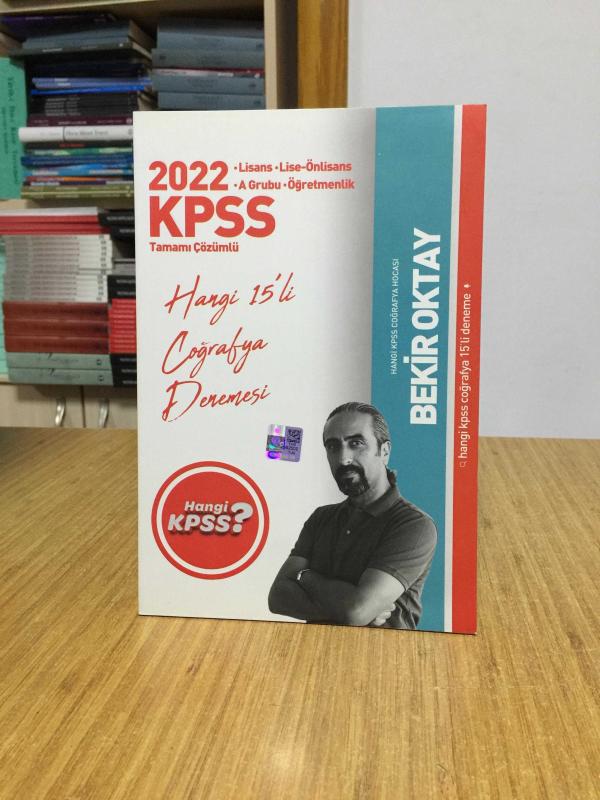 2022
• Lisans • Lise-Önlisans
• A Grubu • Öğretmenlik
KPSS
Tamamı Çözümlü
Hangi 15'li
Coğrafya
Denemesi
Hangi
KPSS?
HANGİ KPSS COĞRAFYA HOCASI
BEKİR OKTAY
hangi kpss coğrafya 15'li deneme